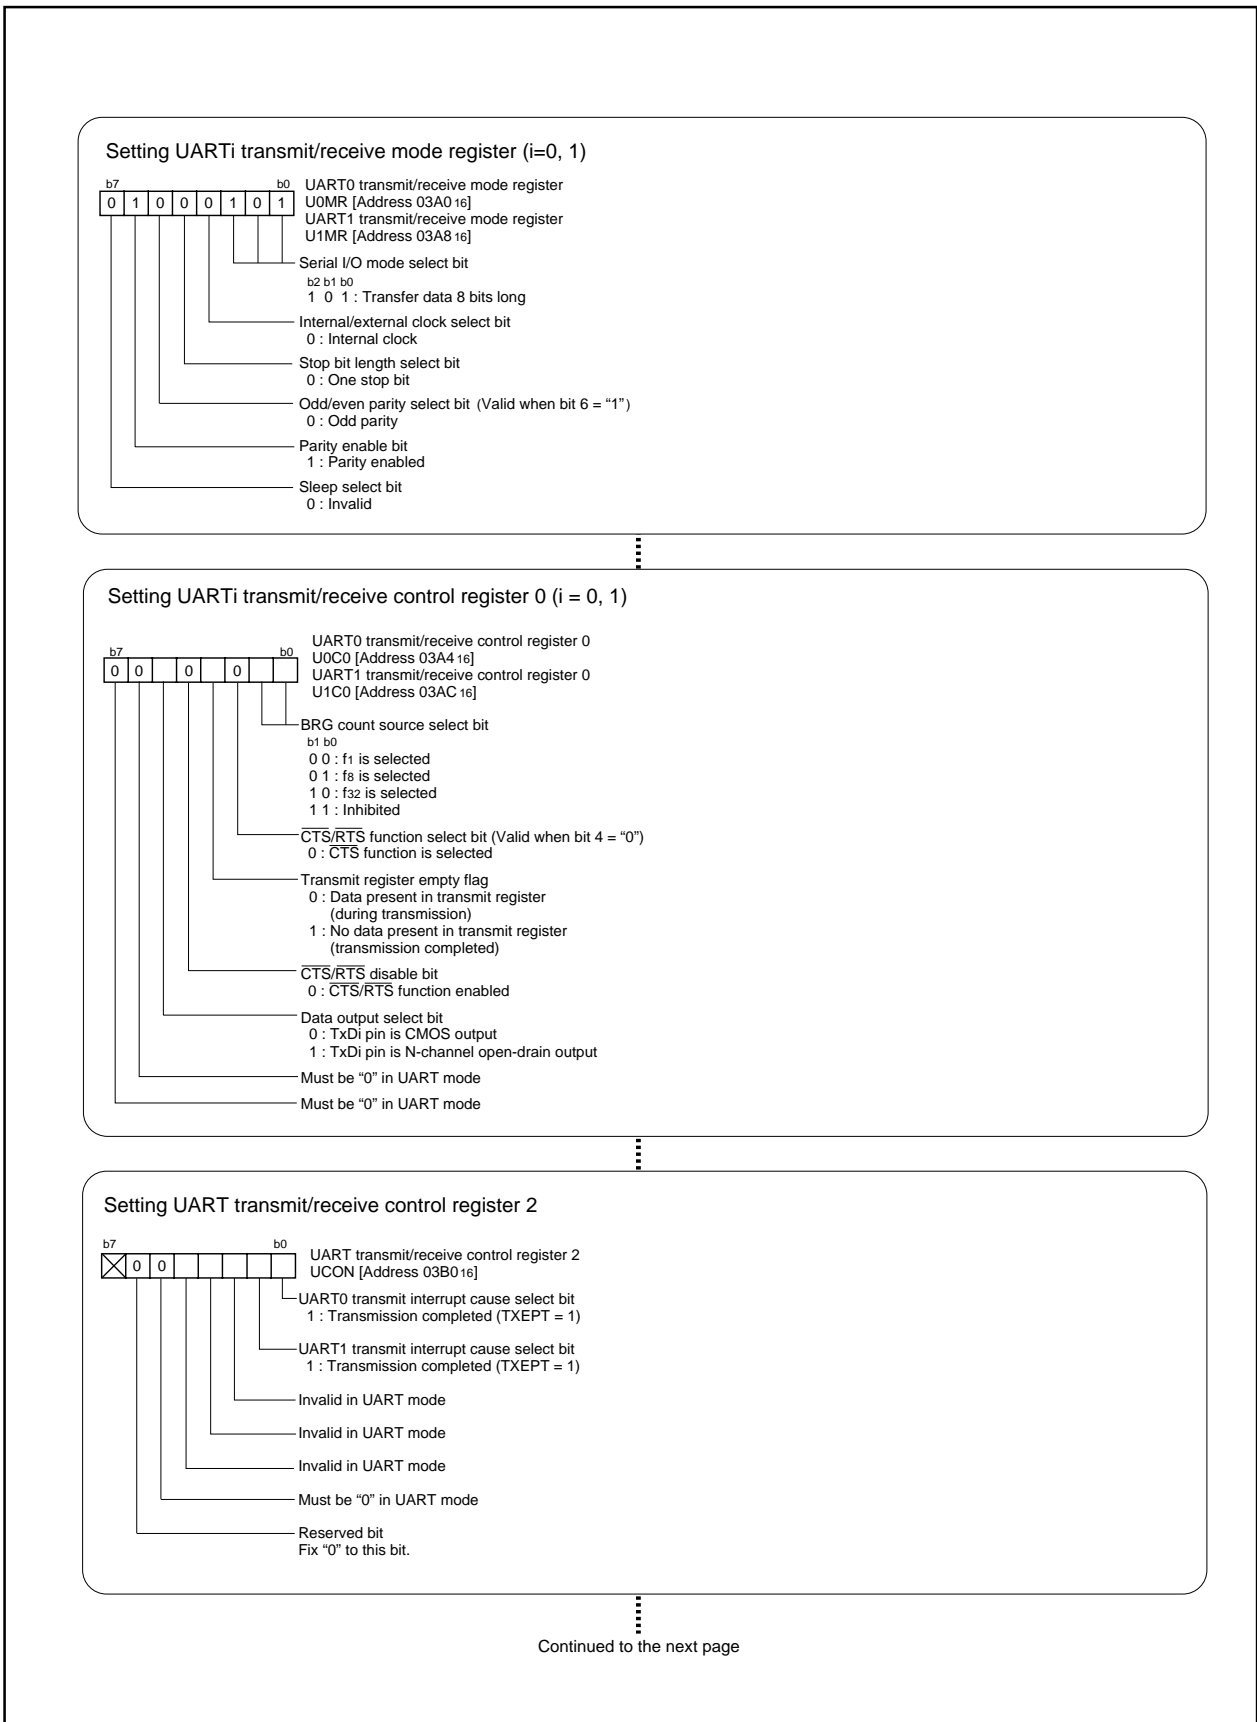 Setting UARTi transmit/receive mode register (i=0, 1)
b7 b0
0 1 0 0 0 1 0 1
UART0 transmit/receive mode register
U0MR [Address 03A0 16]
UART1 transmit/receive mode register
U1MR [Address 03A8 16]
Serial I/O mode select bit
b2 b1 b0
1 0 1 : Transfer data 8 bits long
Internal/external clock select bit
0 : Internal clock
Stop bit length select bit
0 : One stop bit
Odd/even parity select bit (Valid when bit 6 = “1”)
0 : Odd parity
Parity enable bit
1 : Parity enabled
Sleep select bit
0 : Invalid
Setting UARTi transmit/receive control register 0 (i = 0, 1)
b7 b0
0 0 0 0
UART0 transmit/receive control register 0
U0C0 [Address 03A4 16]
UART1 transmit/receive control register 0
U1C0 [Address 03AC 16]
BRG count source select bit
b1 b0
0 0 : f1 is selected
0 1 : f8 is selected
1 0 : f32 is selected
1 1 : Inhibited
CTS/RTS function select bit (Valid when bit 4 = “0”)
0 : CTS function is selected
Transmit register empty flag
0 : Data present in transmit register
(during transmission)
1 : No data present in transmit register
(transmission completed)
CTS/RTS disable bit
0 : CTS/RTS function enabled
Data output select bit
0 : TxDi pin is CMOS output
1 : TxDi pin is N-channel open-drain output
Must be “0” in UART mode
Must be “0” in UART mode
Setting UART transmit/receive control register 2
b7 b0
0 0
UART transmit/receive control register 2
UCON [Address 03B0 16]
UART0 transmit interrupt cause select bit
1 : Transmission completed (TXEPT = 1)
UART1 transmit interrupt cause select bit
1 : Transmission completed (TXEPT = 1)
Invalid in UART mode
Invalid in UART mode
Invalid in UART mode
Must be “0” in UART mode
Reserved bit
Fix “0” to this bit.
Continued to the next page